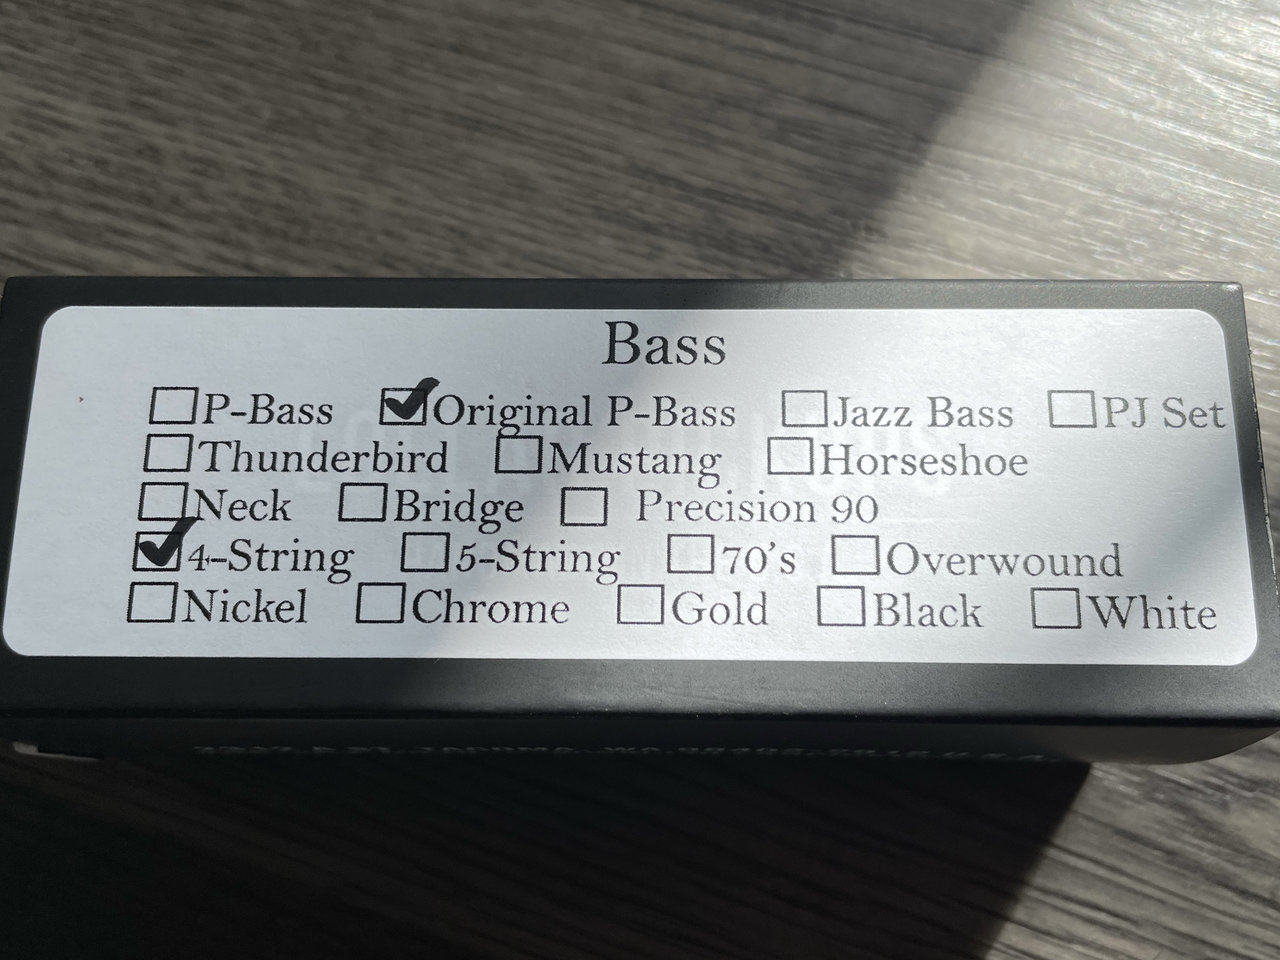 Bass
☐P-Bass ☑Original P-Bass ☐Jazz Bass ☐PJ Set
☐Thunderbird ☐Mustang ☐Horseshoe
☐Neck ☐Bridge ☐ Precision 90
☑4-String ☐5-String ☐70's ☐Overwound
☐Nickel ☐Chrome ☐Gold ☐Black ☐White